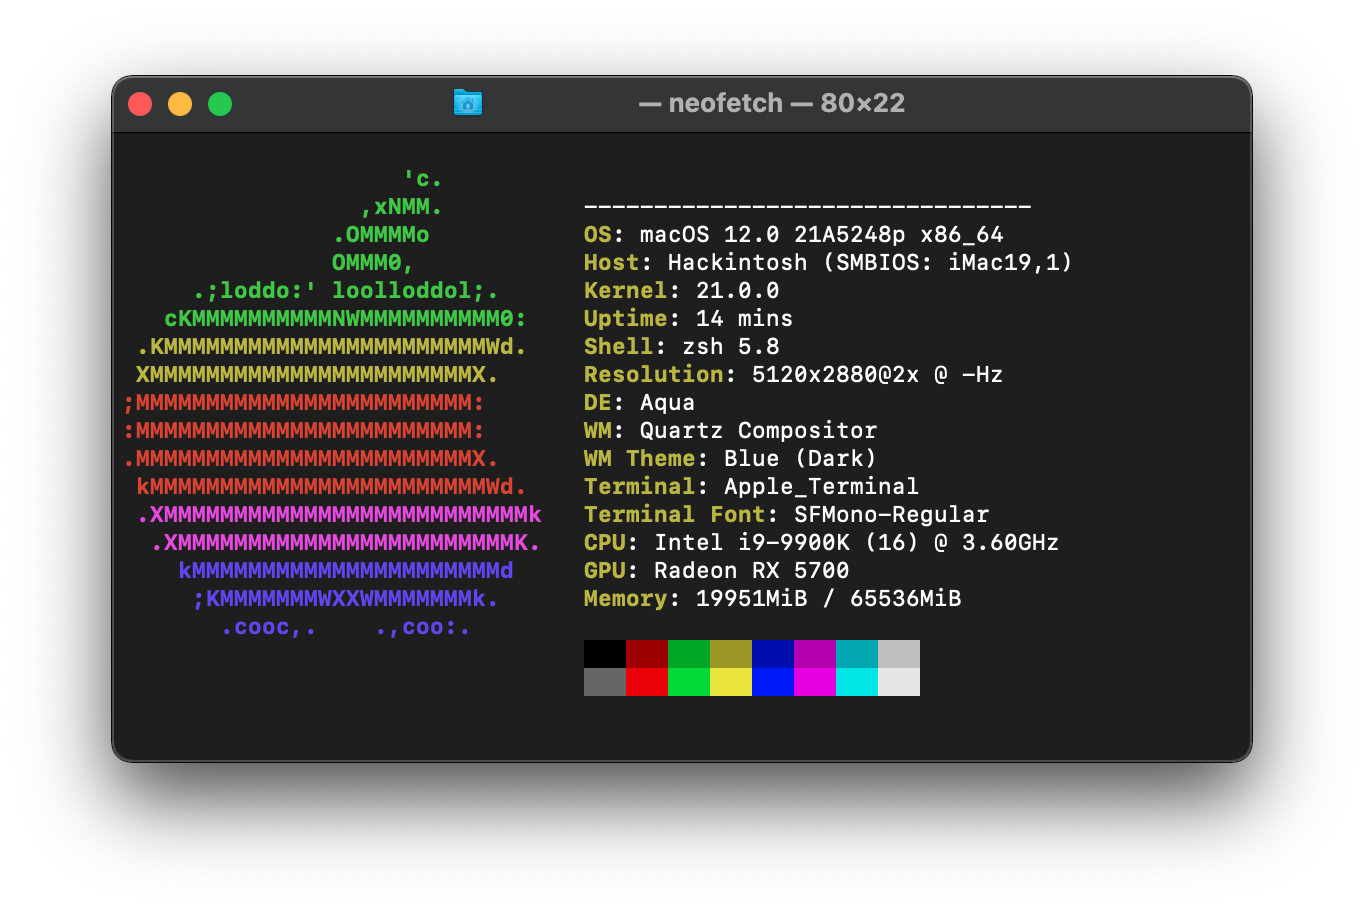 — neofetch — 80×22
'c.
,xNMM. --------------------------------
.OMMMMo OS: macOS 12.0 21A5248p x86_64
OMMM0, Host: Hackintosh (SMBIOS: iMac19,1)
.;loddo:' loolloddol;. Kernel: 21.0.0
cKMMMMMMMMMMNWMMMMMMMMMM0: Uptime: 14 mins
.KMMMMMMMMMMMMMMMMMMMMMMMWd. Shell: zsh 5.8
XMMMMMMMMMMMMMMMMMMMMMMMX. Resolution: 5120x2880@2x @ -Hz
;MMMMMMMMMMMMMMMMMMMMMMMM: DE: Aqua
:MMMMMMMMMMMMMMMMMMMMMMMM: WM: Quartz Compositor
.MMMMMMMMMMMMMMMMMMMMMMMMX. WM Theme: Blue (Dark)
kMMMMMMMMMMMMMMMMMMMMMMMMWd. Terminal: Apple_Terminal
.XMMMMMMMMMMMMMMMMMMMMMMMMMMk Terminal Font: SFMono-Regular
.XMMMMMMMMMMMMMMMMMMMMMMMMK. CPU: Intel i9-9900K (16) @ 3.60GHz
kMMMMMMMMMMMMMMMMMMMMMMd GPU: Radeon RX 5700
;KMMMMMMMWXXWMMMMMMMk. Memory: 19951MiB / 65536MiB
.cooc,. .,coo:.